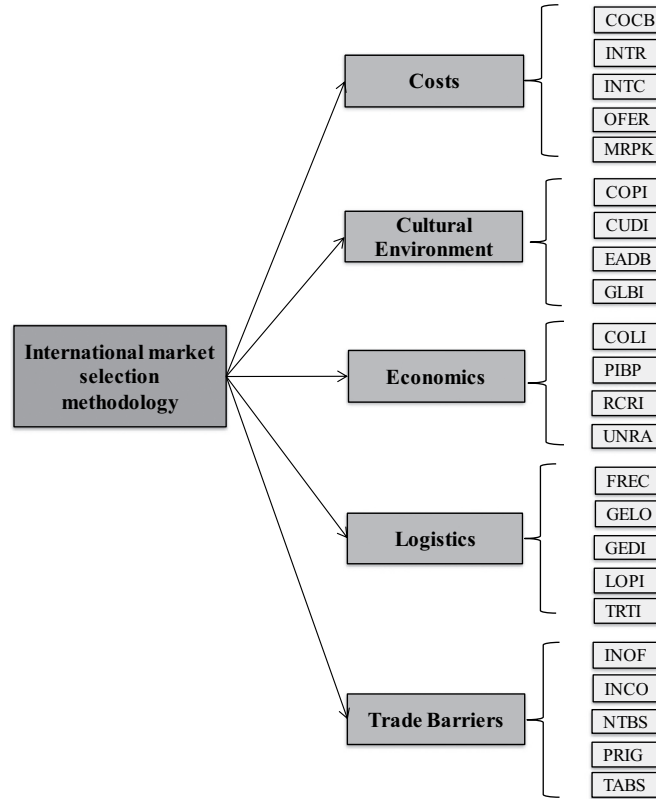 International market
selection
methodology
Costs
COCB
INTR
INTC
OFER
MRPK
Cultural
Environment
COPI
CUDI
EADB
GLBI
Economics
COLI
PIBP
RCRI
UNRA
Logistics
FREC
GELO
GEDI
LOPI
TRTI
Trade Barriers
INOF
INCO
NTBS
PRIG
TABS